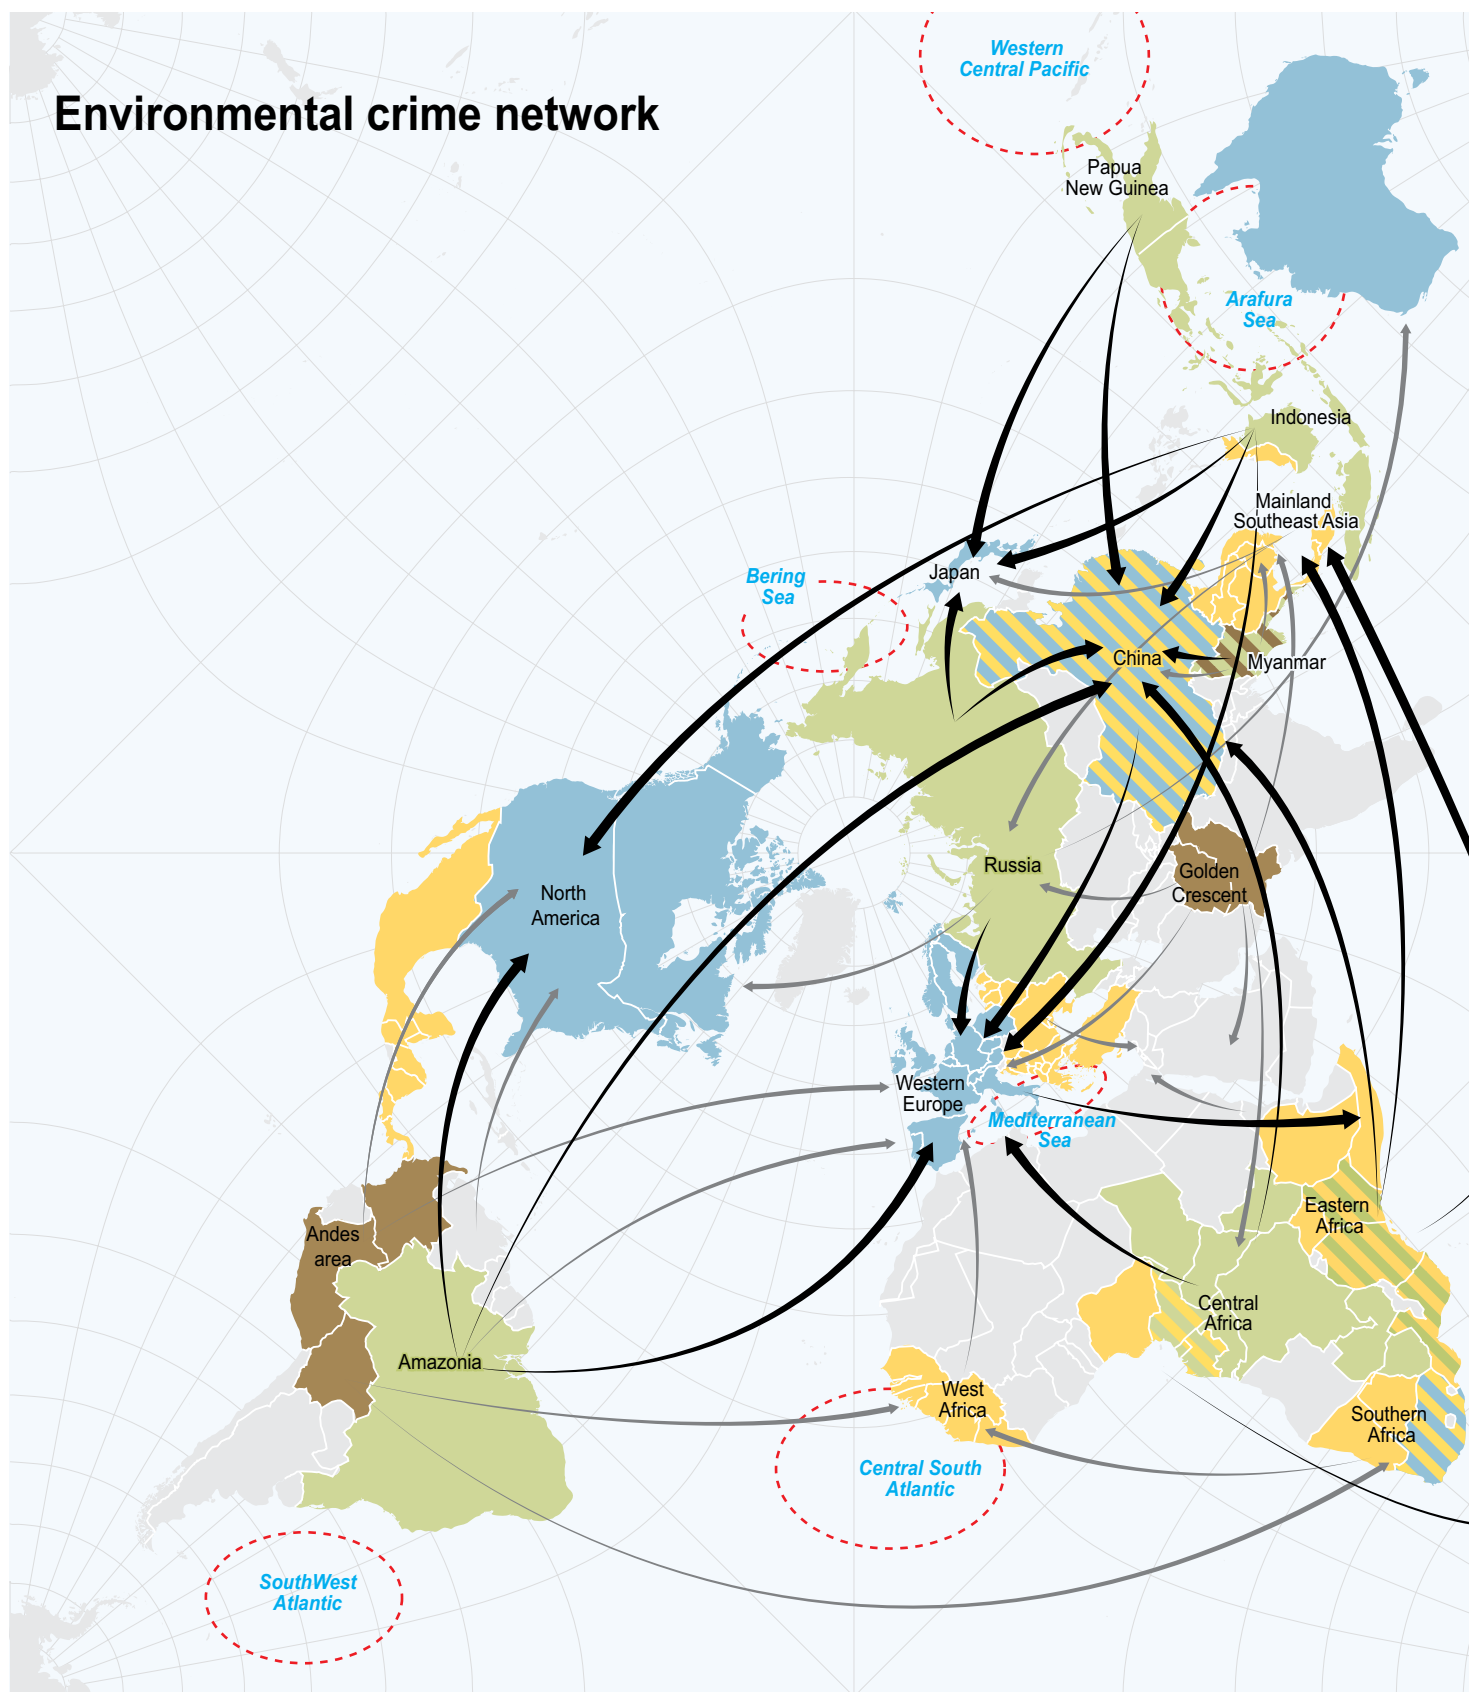 Western
Central Pacific
Environmental crime network
Papua
New Guinea
Arafura
Sea
Indonesia
Mainland
Southeast Asia
Japan
Bering
Sea
China
Myanmar
Russia
Golden
Crescent
North
America
Western
Europe
Mediterranean
Sea
Eastern
Africa
Andes
area
Central
Africa
Amazonia
West
Africa
Southern
Africa
Central South
Atlantic
SouthWest
Atlantic